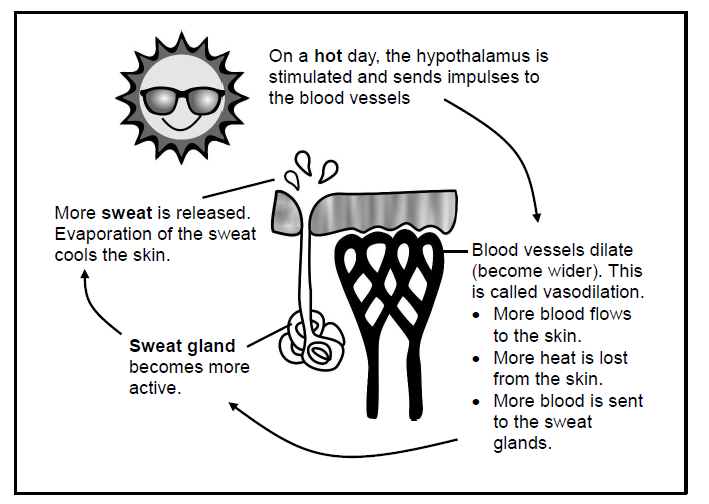 On a hot day, the hypothalamus is
stimulated and sends impulses to
the blood vessels
More sweat is released.
Evaporation of the sweat
cools the skin.
Blood vessels dilate
(become wider). This
is called vasodilation.
• More blood flows
to the skin.
• More heat is lost
from the skin.
• More blood is sent
to the sweat
glands.
Sweat gland
becomes more
active.